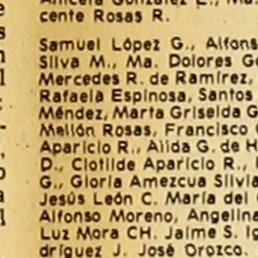 cente Rosas R.
Samuel López G., Alfons
Silva M., Ma. Dolores G
Mercedes R. de Ramírez,
Rafaela Espinosa, Santos
Méndez, Marta Griselda G
Mellón Rosas, Francisco
Aparicio R., Alida G. de H
D., Clotilde Aparicio R.,
G., Gloria Amezcua Silvia
Jesús León C. María del
Alfonso Moreno, Angelina
Luz Mora CH. Jaime S. Ig
dríguez J. José Orozco.